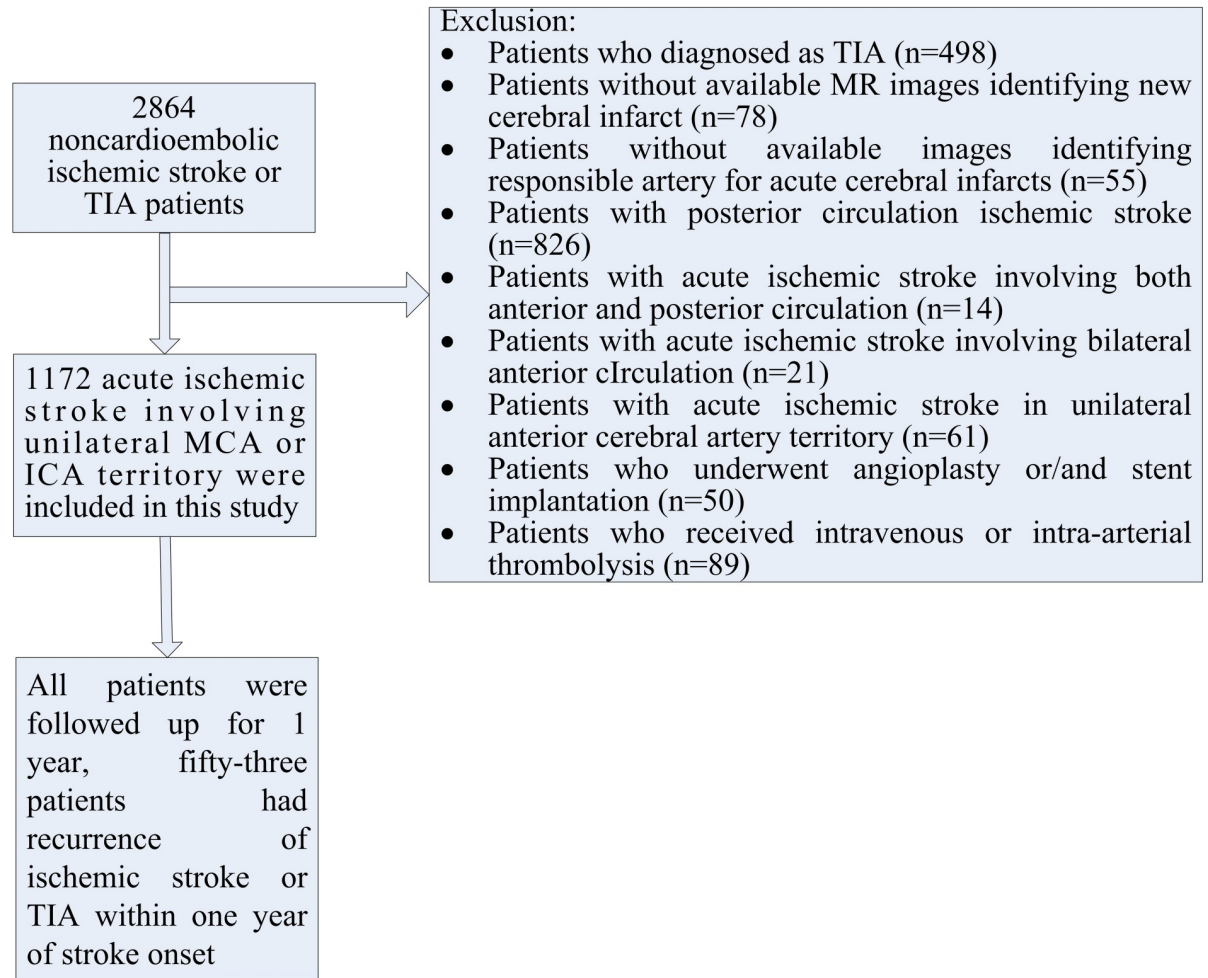 2864
noncardioembolic
ischemic stroke or
TIA patients
Exclusion:
• Patients who diagnosed as TIA (n=498)
• Patients without available MR images identifying new
cerebral infarct (n=78)
• Patients without available images identifying
responsible artery for acute cerebral infarcts (n=55)
• Patients with posterior circulation ischemic stroke
(n=826)
• Patients with acute ischemic stroke involving both
anterior and posterior circulation (n=14)
• Patients with acute ischemic stroke involving bilateral
anterior cIrculation (n=21)
• Patients with acute ischemic stroke in unilateral
anterior cerebral artery territory (n=61)
• Patients who underwent angioplasty or/and stent
implantation (n=50)
• Patients who received intravenous or intra-arterial
thrombolysis (n=89)
1172 acute ischemic
stroke involving
unilateral MCA or
ICA territory were
included in this study
All patients were
followed up for 1
year, fifty-three
patients had
recurrence of
ischemic stroke or
TIA within one year
of stroke onset